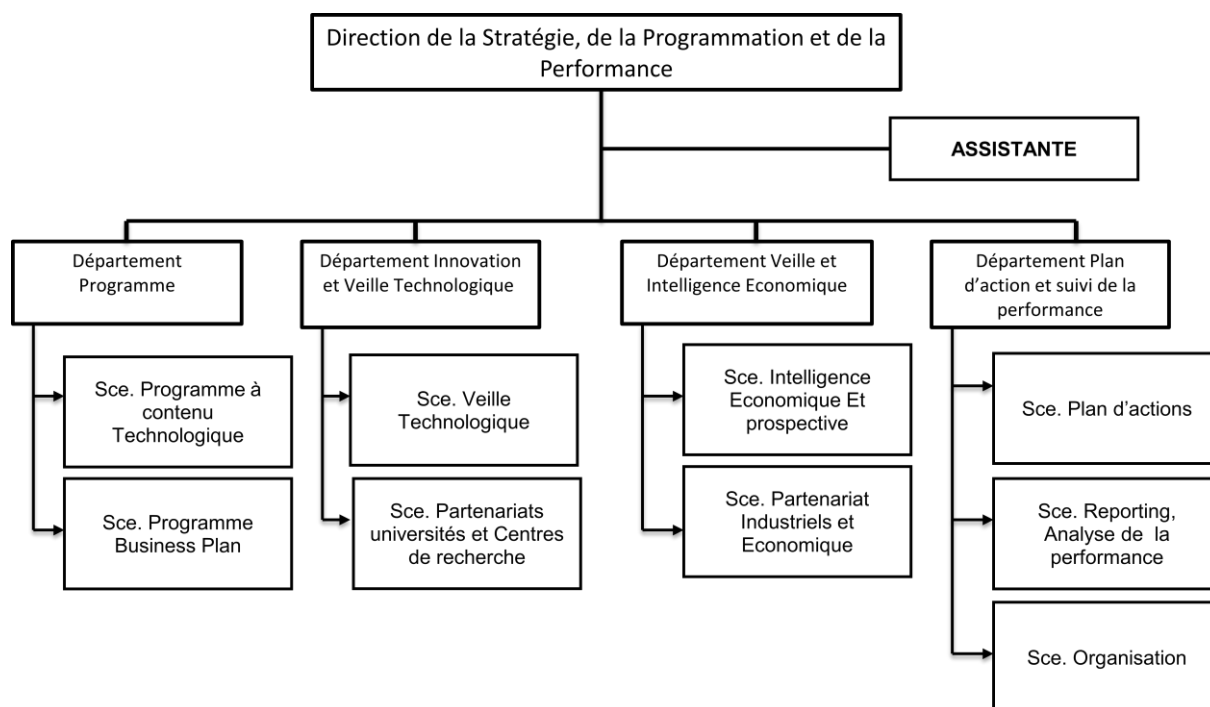 Direction de la Stratégie, de la Programmation et de la
Performance
ASSISTANTE
Département
Programme
Département Innovation
et Veille Technologique
Département Veille et
Intelligence Economique
Département Plan
d’action et suivi de la
performance
Sce. Programme à
contenu
Technologique
Sce. Veille
Technologique
Sce. Intelligence
Economique Et
prospective
Sce. Plan d’actions
Sce. Programme
Business Plan
Sce. Partenariats
universités et Centres
de recherche
Sce. Partenariat
Industriels et
Economique
Sce. Reporting,
Analyse de la
performance
Sce. Organisation